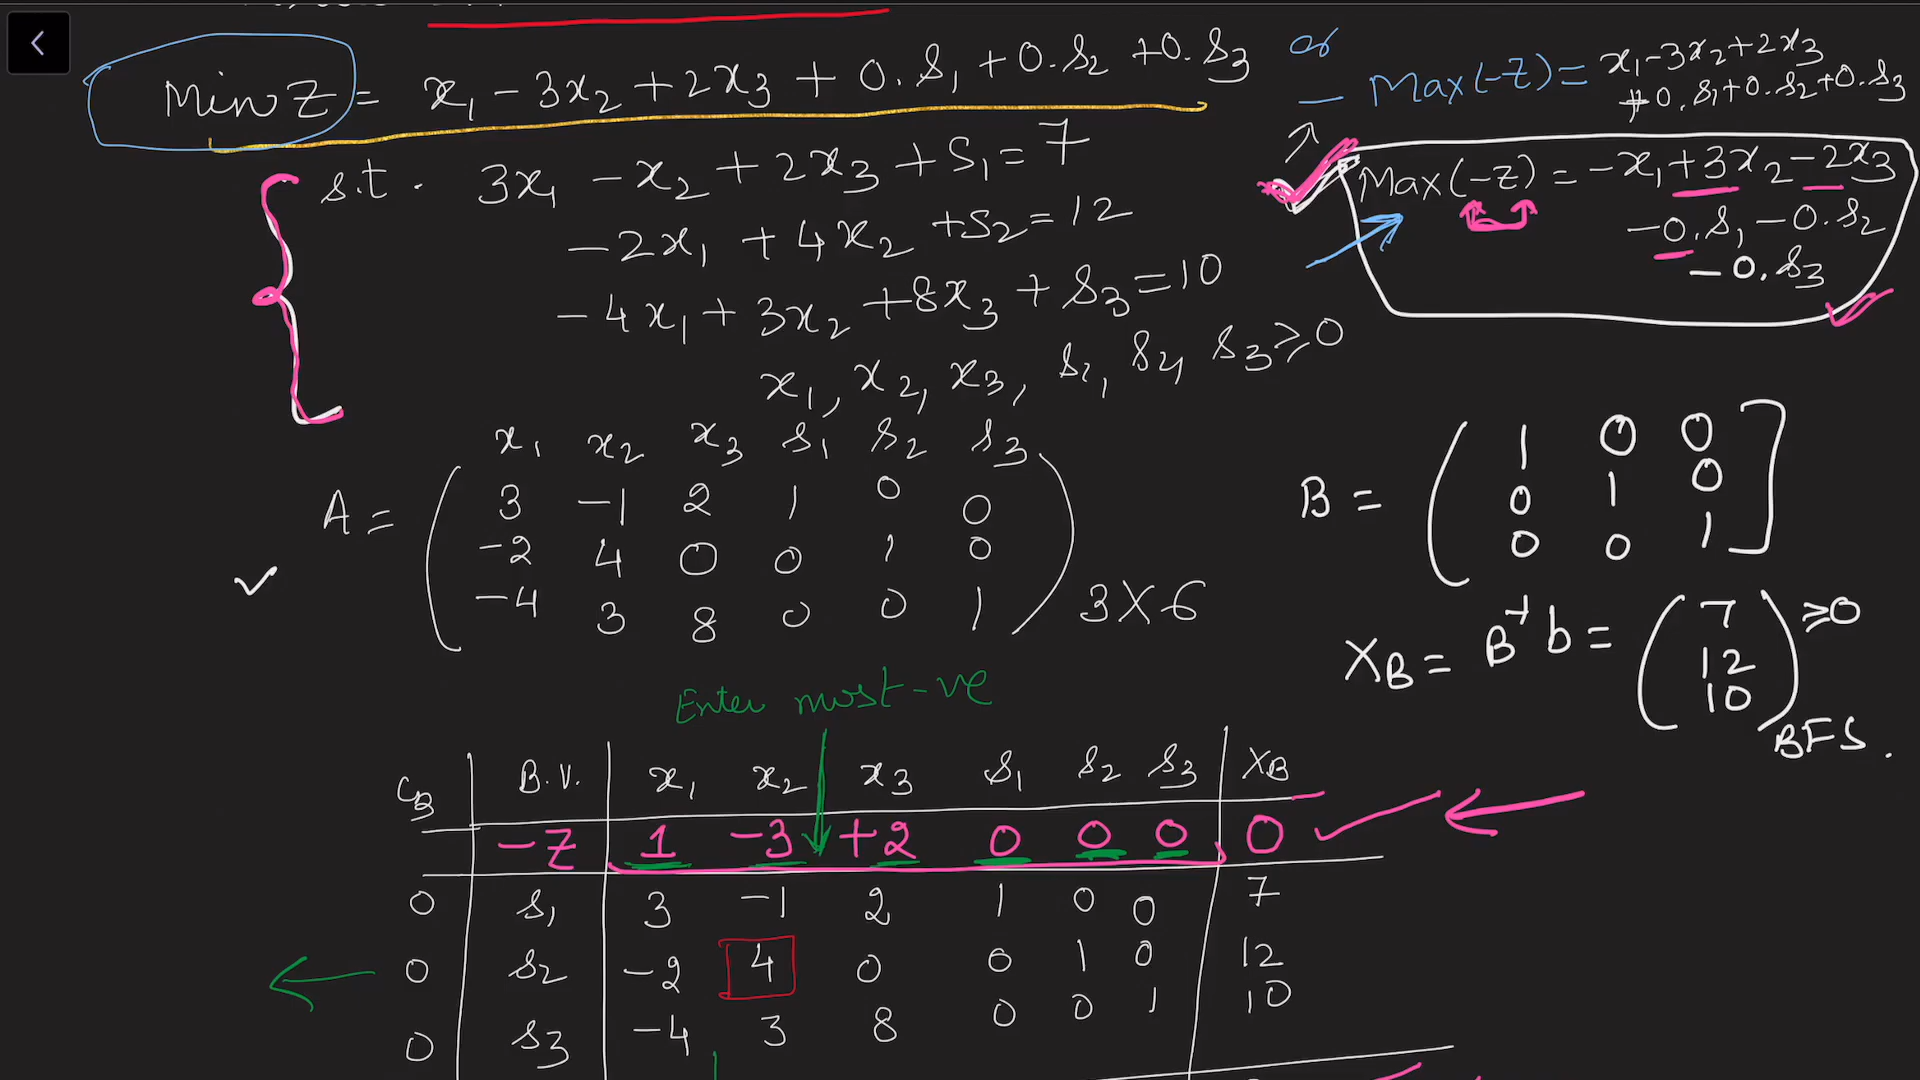 Min Z = x₁ - 3x₂ + 2x₃ + 0.s₁ + 0.s₂ + 0.s₃
or
Max(-Z) = x₁ - 3x₂ + 2x₃
+ 0.s₁ + 0.s₂ + 0.s₃
s.t. 3x₁ - x₂ + 2x₃ + S₁ = 7
-2x₁ + 4x₂ + S₂ = 12
-4x₁ + 3x₂ + 8x₃ + s₃ = 10
x₁, x₂, x₃, s₁, s₂, s₃ ≥ 0
Max(-Z) = -x₁ + 3x₂ - 2x₃
- 0.s₁ - 0.s₂
- 0.s₃
x₁ x₂ x₃ s₁ s₂ s₃
A =
3 -1 2 1 0 0
-2 4 0 0 1 0
-4 3 8 0 0 1
3X6
B =
1 0 0
0 1 0
0 0 1
X_B = B⁻¹ b =
7
12
10
≥0
BFS.
Enter most -ve
C_B B.V. x₁ x₂ x₃ s₁ s₂ s₃ X_B
-Z 1 -3 +2 0 0 0 0
0 s₁ 3 -1 2 1 0 0 7
0 s₂ -2 4 0 0 1 0 12
0 s₃ -4 3 8 0 0 1 10